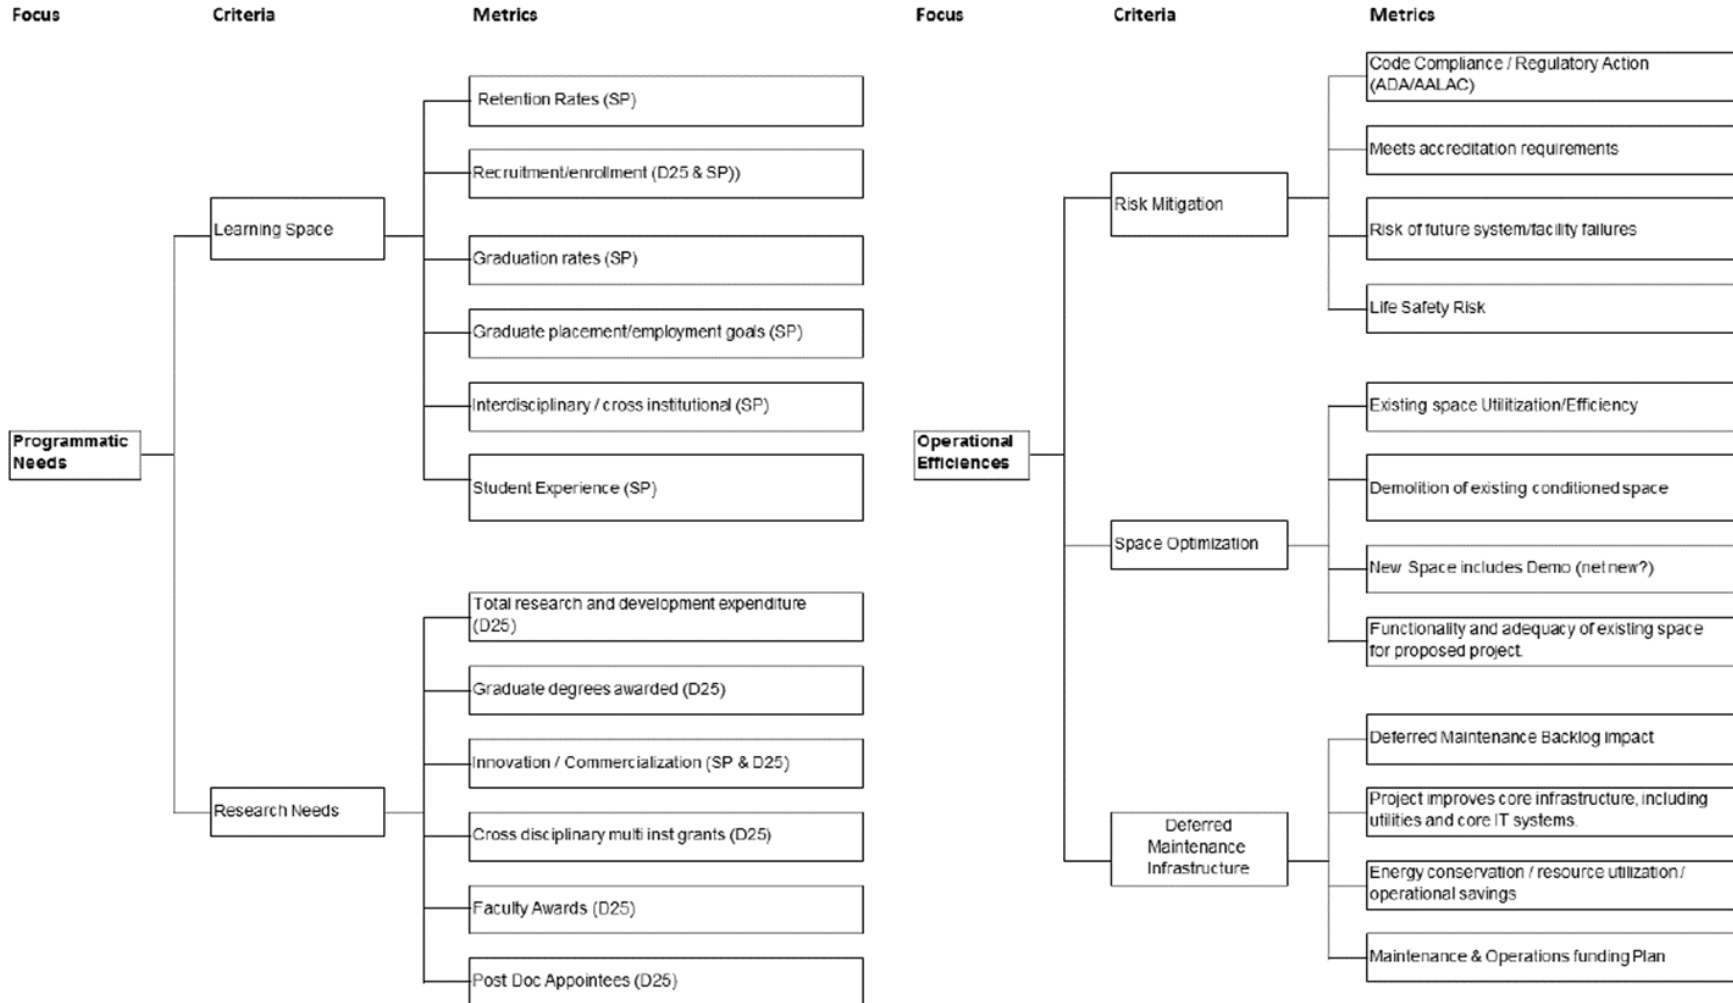 Focus
Criteria
Metrics
Programmatic
Needs
Learning Space
Retention Rates (SP)
Recruitment/enrollment (D25 & SP))
Graduation rates (SP)
Graduate placement/employment goals (SP)
Interdisciplinary / cross institutional (SP)
Student Experience (SP)
Research Needs
Total research and development expenditure
(D25)
Graduate degrees awarded (D25)
Innovation / Commercialization (SP & D25)
Cross disciplinary multi inst grants (D25)
Faculty Awards (D25)
Post Doc Appointees (D25)
Focus
Criteria
Metrics
Operational
Efficiences
Risk Mitigation
Code Compliance / Regulatory Action
(ADA/AALAC)
Meets accreditation requirements
Risk of future system/facility failures
Life Safety Risk
Space Optimization
Existing space Utilitization/Efficiency
Demolition of existing conditioned space
New Space includes Demo (net new?)
Functionality and adequacy of existing space
for proposed project.
Deferred
Maintenance
Infrastructure
Deferred Maintenance Backlog impact
Project improves core infrastructure, including
utilities and core IT systems.
Energy conservation / resource utilization /
operational savings
Maintenance & Operations funding Plan